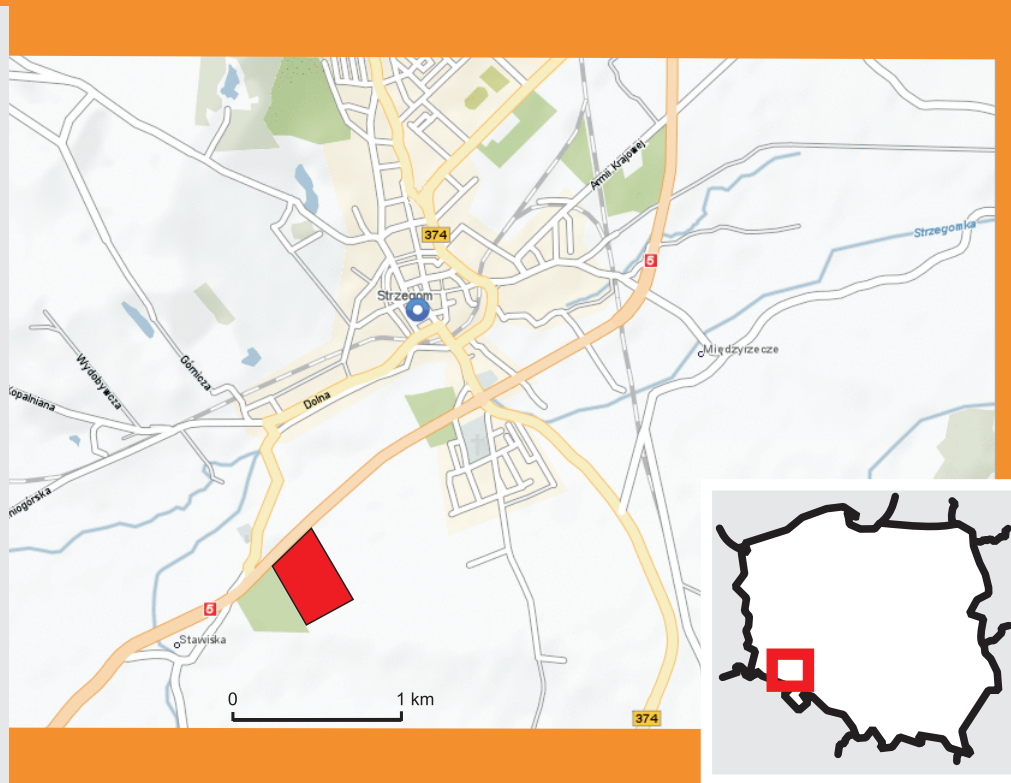 Armii Krajowej
374
Strzegomka
5
Strzegom
Międzyrzecze
Górnicza
Wydobywcza
Kopalniana
Dolna
niogórska
5
Stawiska
0 1 km
374